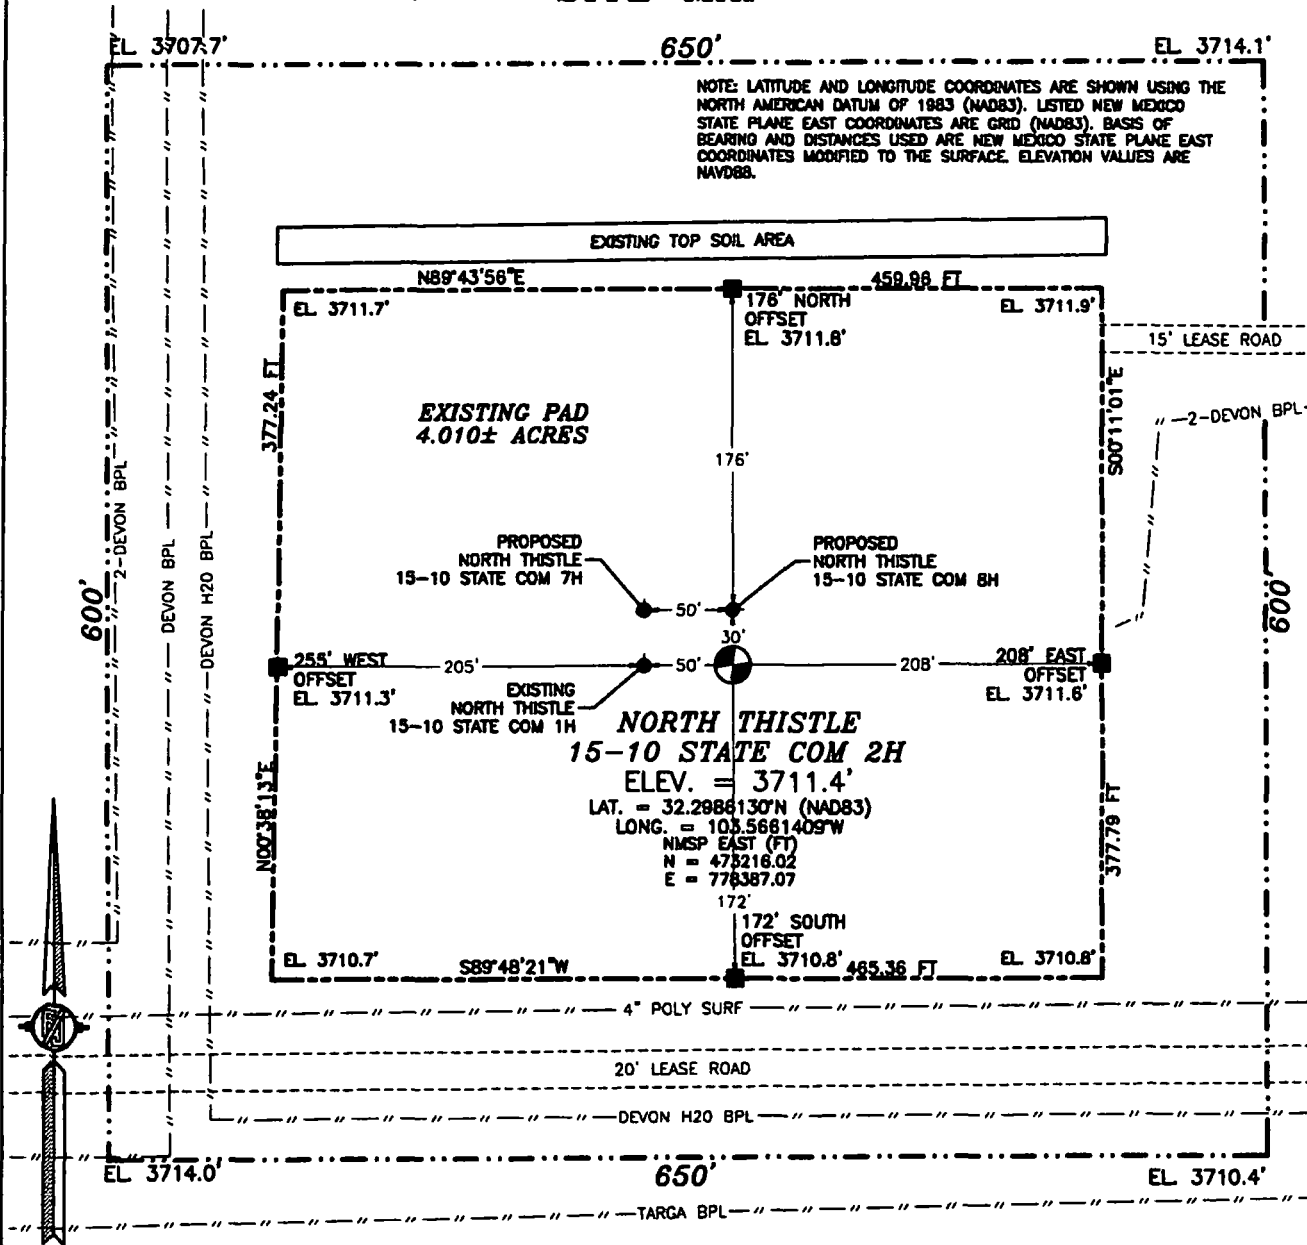 EL 3707.7'
650'
EL 3714.1'
NOTE: LATITUDE AND LONGITUDE COORDINATES ARE SHOWN USING THE
NORTH AMERICAN DATUM OF 1983 (NAD83). LISTED NEW MEXICO
STATE PLANE EAST COORDINATES ARE GRID (NAD83). BASIS OF
BEARING AND DISTANCES USED ARE NEW MEXICO STATE PLANE EAST
COORDINATES MODIFIED TO THE SURFACE. ELEVATION VALUES ARE
NAVD88.
EXISTING TOP SOIL AREA
N89°43'56"E
459.96 FT
EL 3711.7'
176' NORTH
OFFSET
EL 3711.8'
EL 3711.9'
15' LEASE ROAD
377.24 FT
EXISTING PAD
4.010± ACRES
S00°11'01"E
2-DEVON BPL
176'
2-DEVON BPL
DEVON BPL
DEVON H20 BPL
PROPOSED
NORTH THISTLE
15-10 STATE COM 7H
PROPOSED
NORTH THISTLE
15-10 STATE COM 8H
600'
50'
600'
30'
255' WEST
OFFSET
EL 3711.3'
205'
50'
208'
208' EAST
OFFSET
EL 3711.6'
EXISTING
NORTH THISTLE
15-10 STATE COM 1H
NORTH THISTLE
15-10 STATE COM 2H
ELEV. = 3711.4'
LAT. = 32.2986130°N (NAD83)
LONG. = 103.5661409°W
NMSP EAST (FT)
N = 473216.02
E = 778387.07
N00°38'13"E
377.79 FT
172'
172' SOUTH
OFFSET
EL 3710.8'
EL 3710.7'
S89°48'21"W
465.36 FT
EL 3710.8'
4" POLY SURF
20' LEASE ROAD
DEVON H20 BPL
EL 3714.0'
650'
EL 3710.4'
TARGA BPL